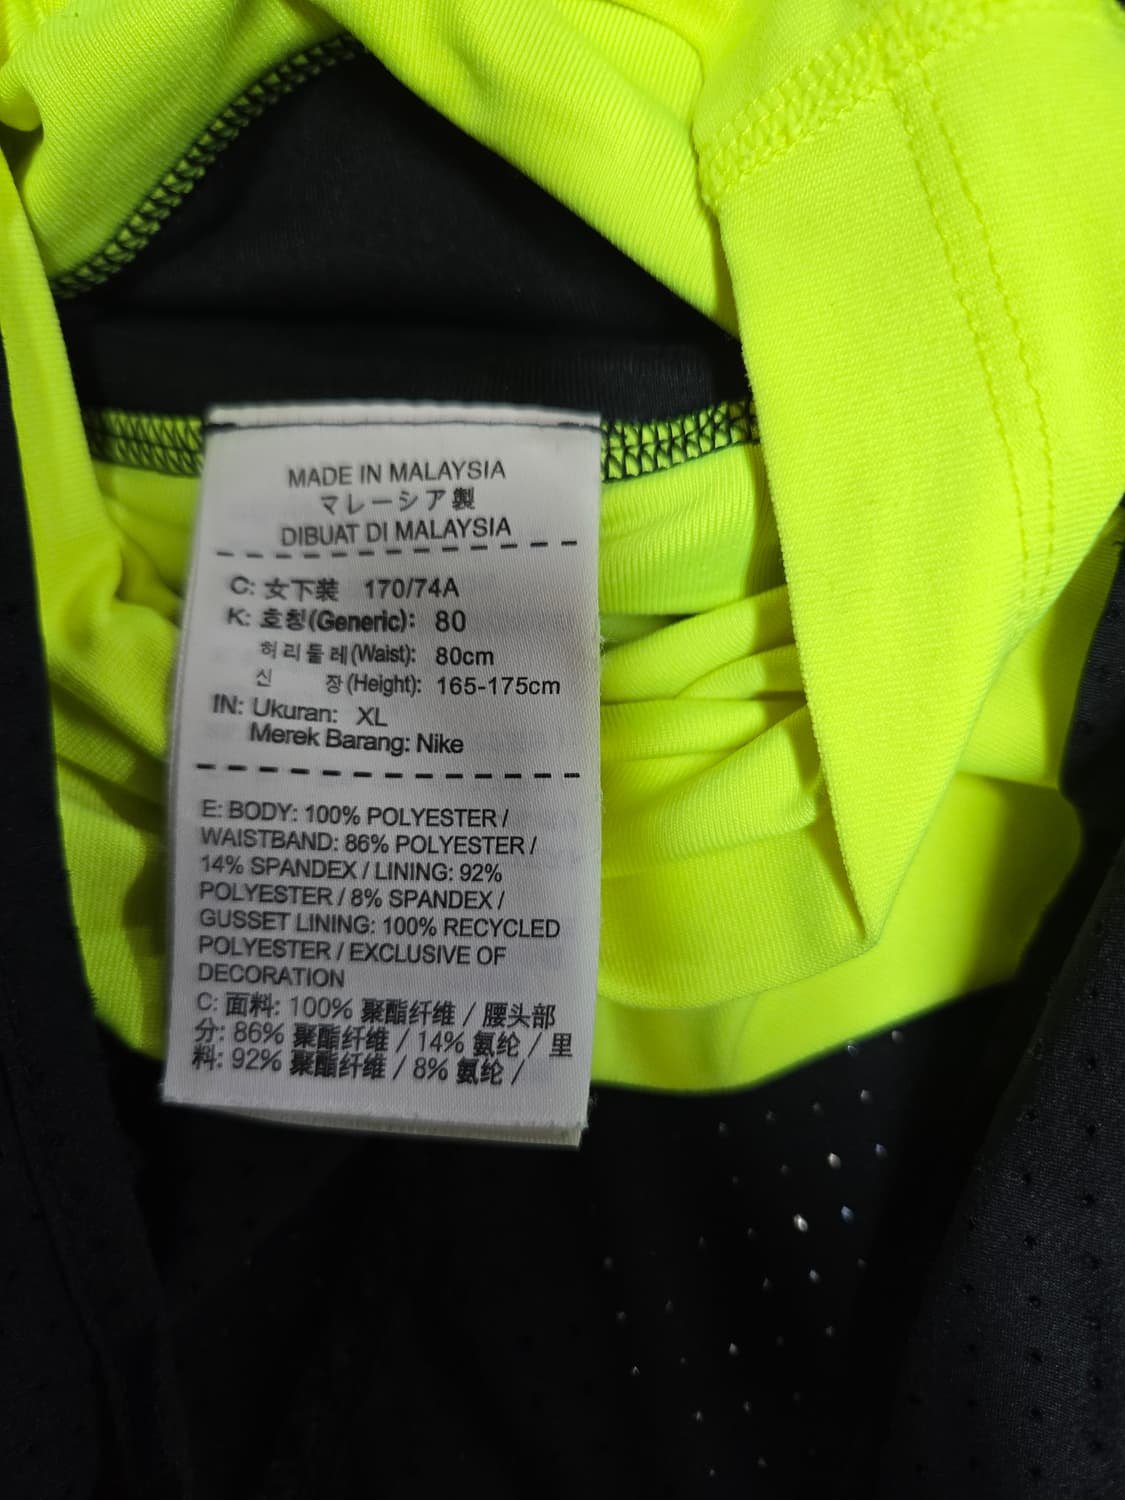 MADE IN MALAYSIA
マレーシア製
DIBUAT DI MALAYSIA
C: 女下装 170/74A
K: 호칭(Generic): 80
허리둘레(Waist): 80cm
신 장(Height): 165-175cm
IN: Ukuran: XL
Merek Barang: Nike
E: BODY: 100% POLYESTER /
WAISTBAND: 86% POLYESTER /
14% SPANDEX / LINING: 92%
POLYESTER / 8% SPANDEX /
GUSSET LINING: 100% RECYCLED
POLYESTER / EXCLUSIVE OF
DECORATION
C: 面料: 100% 聚酯纤维 / 腰头部
分: 86% 聚酯纤维 / 14% 氨纶 / 里
料: 92% 聚酯纤维 / 8% 氨纶 /